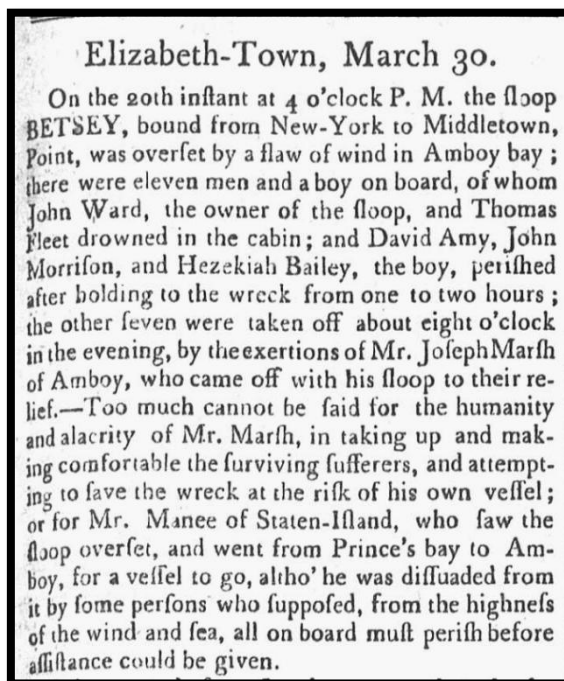 Elizabeth-Town, March 30.
On the 20th inſtant at 4 o'clock P. M. the ſloop
BETSEY, bound from New-York to Middletown,
Point, was overſet by a flaw of wind in Amboy bay ;
there were eleven men and a boy on board, of whom
John Ward, the owner of the ſloop, and Thomas
Fleet drowned in the cabin; and David Amy, John
Morriſon, and Hezekiah Bailey, the boy, periſhed
after holding to the wreck from one to two hours ;
the other ſeven were taken off about eight o'clock
in the evening, by the exertions of Mr. Joſeph Marſh
of Amboy, who came off with his ſloop to their re-
lief.—Too much cannot be ſaid for the humanity
and alacrity of Mr. Marſh, in taking up and mak-
ing comfortable the ſurviving ſufferers, and attempt-
ing to ſave the wreck at the riſk of his own veſſel ;
or for Mr. Manee of Staten-Iſland, who ſaw the
ſloop overſet, and went from Prince's bay to Am-
boy, for a veſſel to go, altho' he was diſſuaded from
it by ſome perſons who ſuppoſed, from the highneſs
of the wind and ſea, all on board muſt periſh before
aſſiſtance could be given.